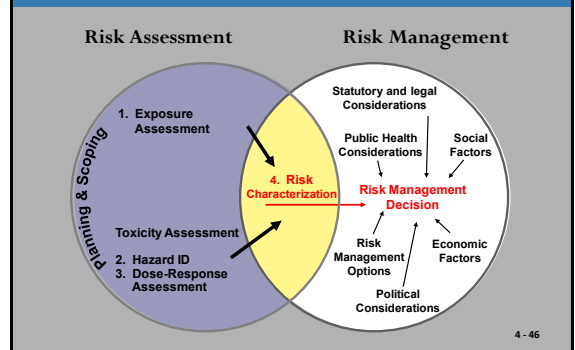 Risk Assessment
Risk Management
Planning & Scoping
1. Exposure
Assessment
Toxicity Assessment
2. Hazard ID
3. Dose-Response
Assessment
4. Risk
Characterization
Statutory and legal
Considerations
Public Health
Considerations
Social
Factors
Risk Management
Decision
Risk
Management
Options
Economic
Factors
Political
Considerations
4 - 46